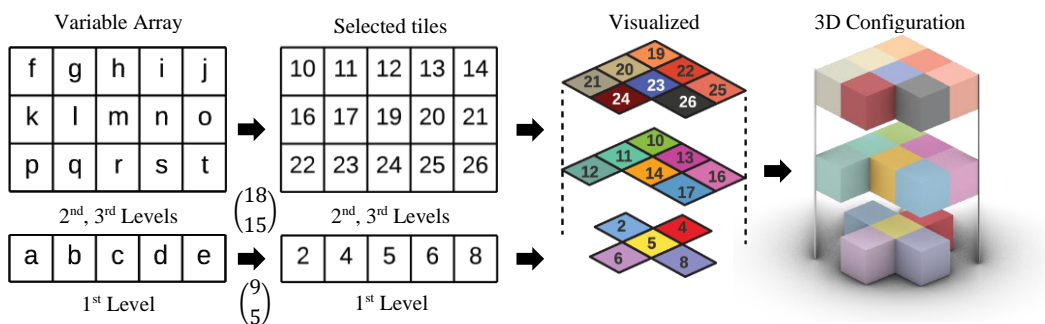 Variable Array
Selected tiles
Visualized
3D Configuration
f g h i j
k l m n o
p q r s t
2nd, 3rd Levels
a b c d e
1st Level
(18 15)
(9 5)
10 11 12 13 14
16 17 19 20 21
22 23 24 25 26
2nd, 3rd Levels
2 4 5 6 8
1st Level
19
20 22
21 23 25
24 26
10
11 13
12 14 16
17
2 4
5
6 8